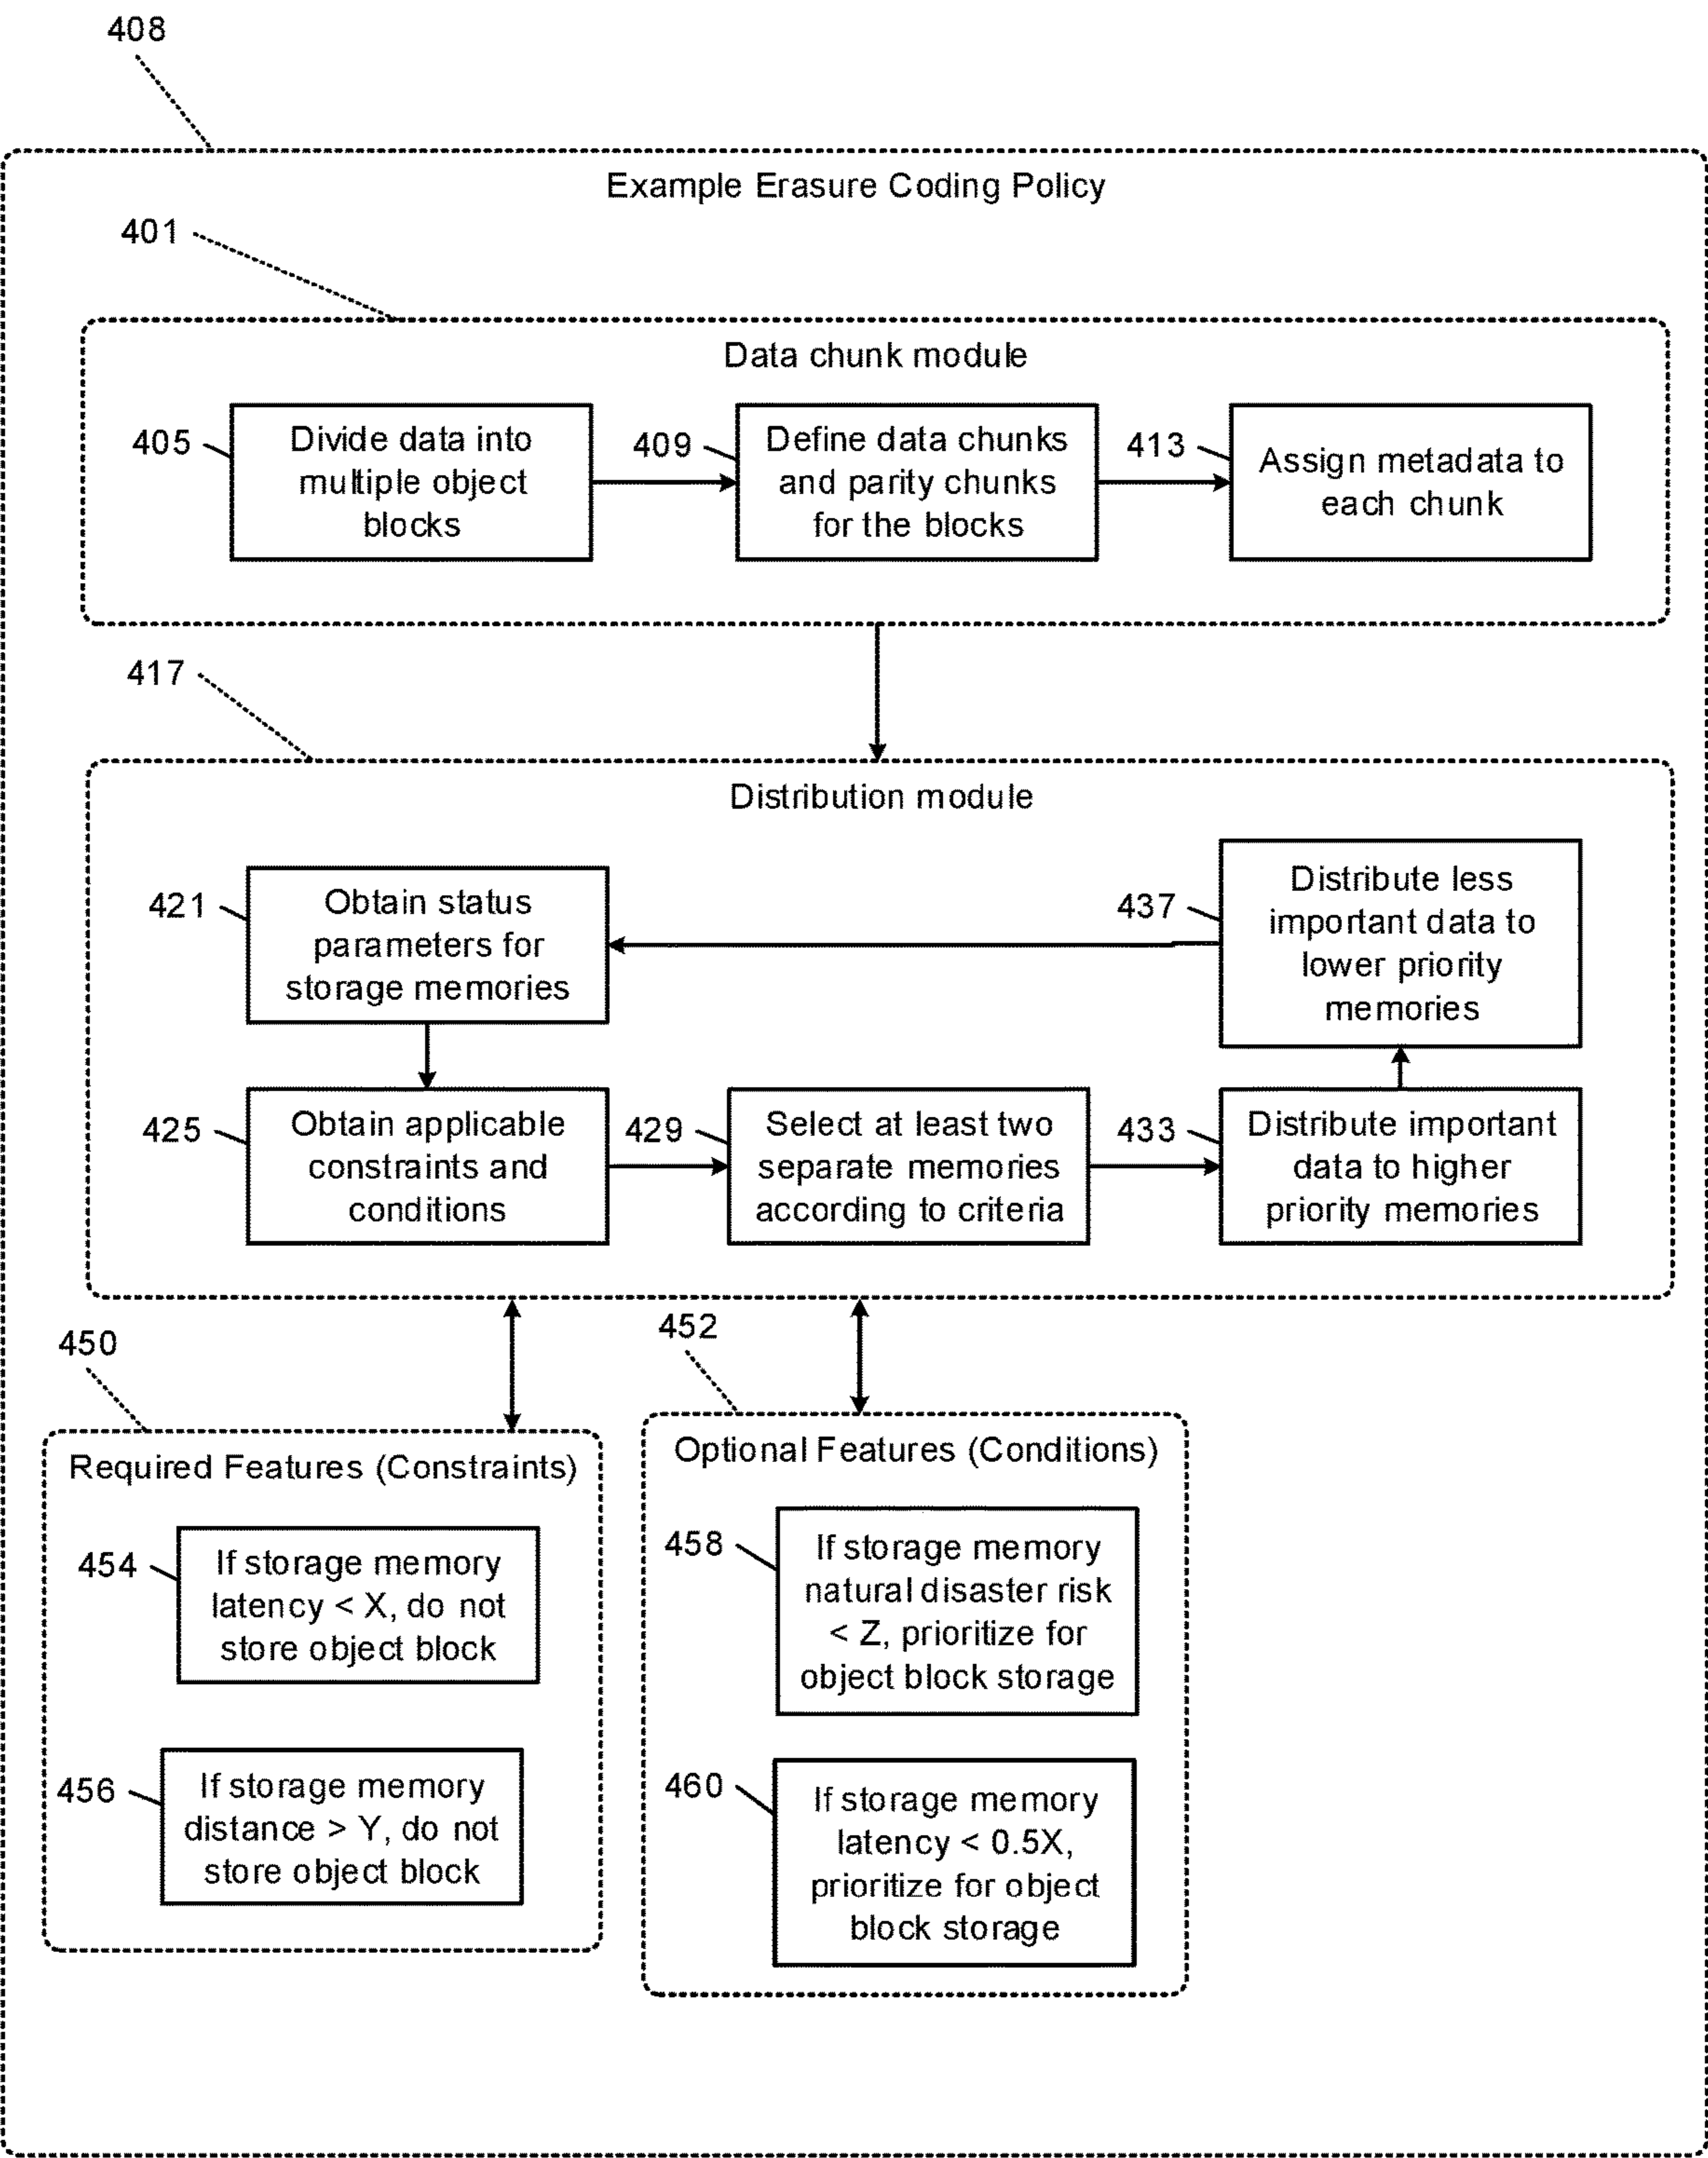 408
Example Erasure Coding Policy
401
Data chunk module
405
Divide data into
multiple object
blocks
409
Define data chunks
and parity chunks
for the blocks
413
Assign metadata to
each chunk
417
Distribution module
421
Obtain status
parameters for
storage memories
437
Distribute less
important data to
lower priority
memories
425
Obtain applicable
constraints and
conditions
429
Select at least two
separate memories
according to criteria
433
Distribute important
data to higher
priority memories
450
Required Features (Constraints)
454
If storage memory
latency < X, do not
store object block
456
If storage memory
distance > Y, do not
store object block
452
Optional Features (Conditions)
458
If storage memory
natural disaster risk
< Z, prioritize for
object block storage
460
If storage memory
latency < 0.5X,
prioritize for object
block storage